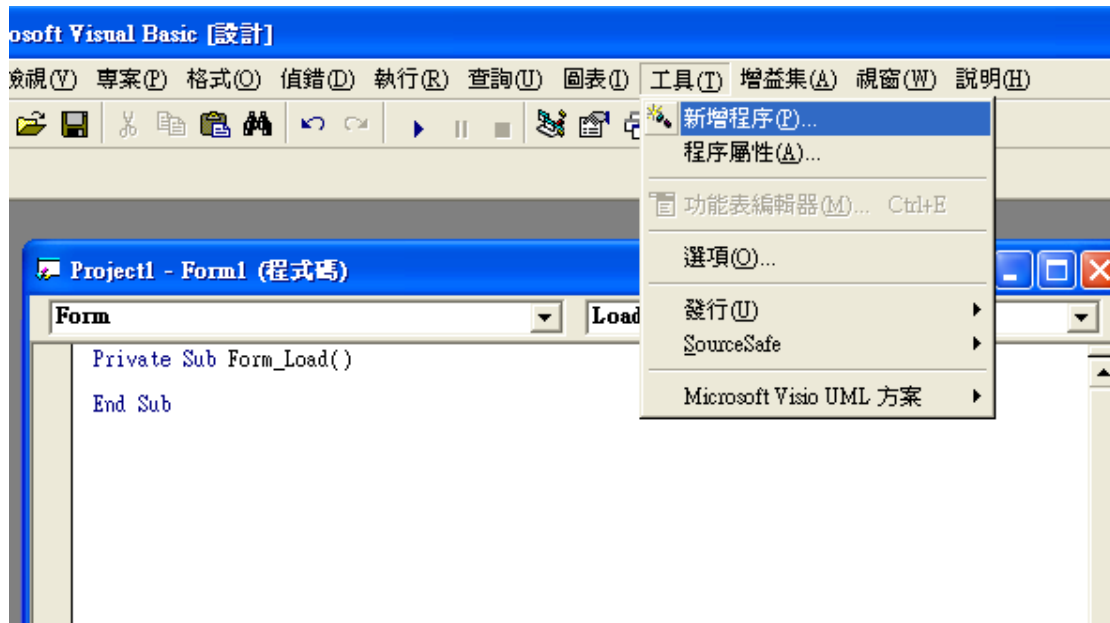 osoft Visual Basic [設計]
檢視(V) 專案(P) 格式(O) 偵錯(D) 執行(R) 查詢(U) 圖表(I) 工具(T) 增益集(A) 視窗(W) 說明(H)
新增程序(P)...
程序屬性(A)...
功能表編輯器(M)... Ctrl+E
選項(O)...
發行(U)
SourceSafe
Microsoft Visio UML 方案
Project1 - Form1 (程式碼)
Form Load
Private Sub Form_Load()
End Sub